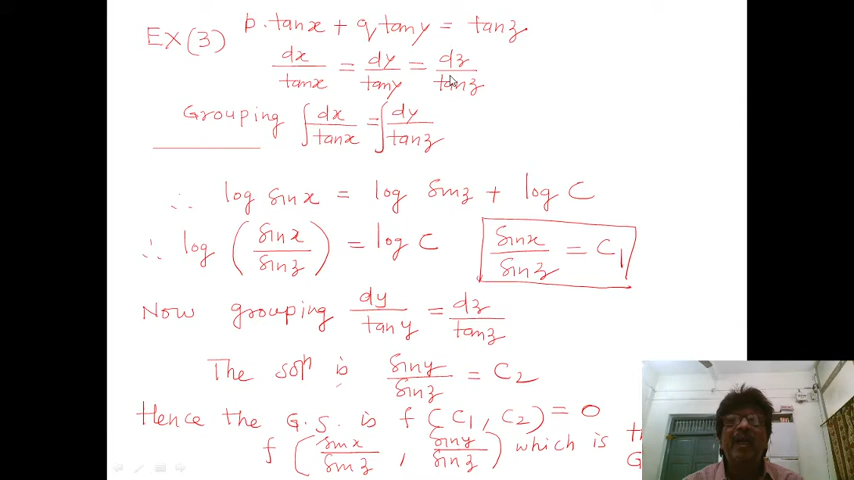 EX(3) p.tanx + q tany = tanz.
dx/tanx = dy/tany = dz/tanz
Grouping ∫dx/tanx = ∫dy/tanz
∴ log sinx = log sinz + log C
∴ log (sinx/sinz) = log C sinx/sinz = C₁
Now grouping dy/tany = dz/tanz
The solⁿ is siny/sinz = C₂
Hence the G.S. is f(C₁, C₂) = 0
f(sinx/sinz, siny/sinz) which is